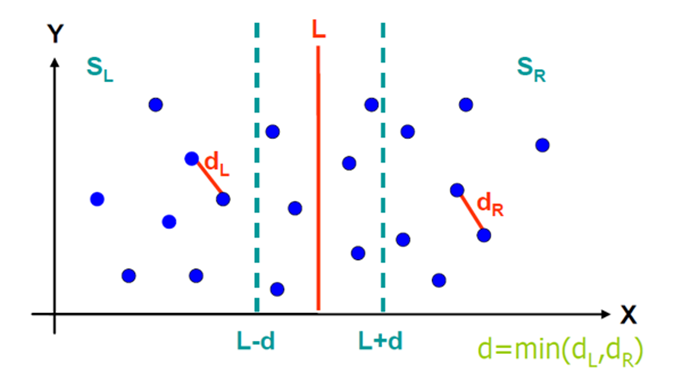 L
Y
S_L
S_R
d_L
d_R
X
L-d
L+d
d=min(d_L,d_R)